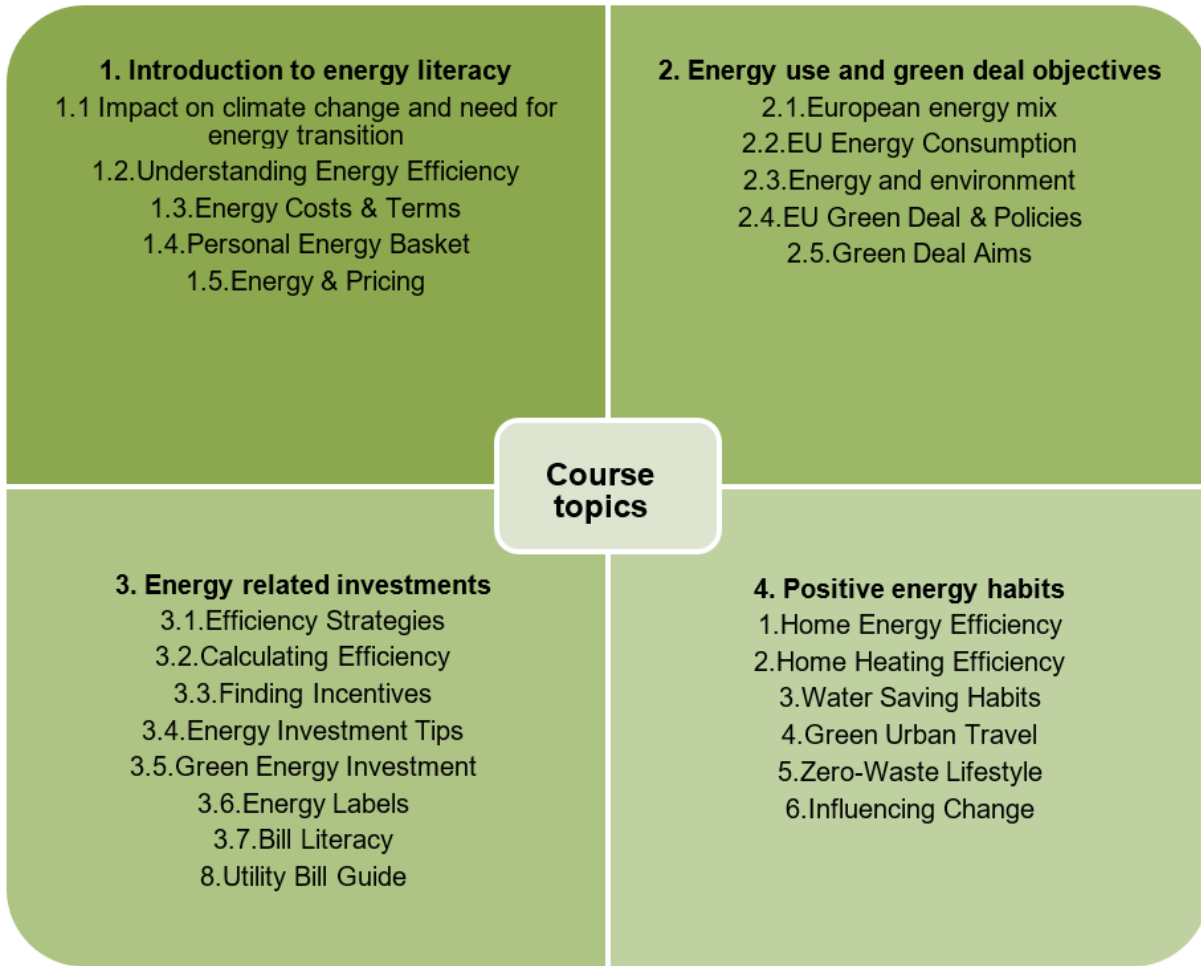 1. Introduction to energy literacy
1.1 Impact on climate change and need for
energy transition
1.2.Understanding Energy Efficiency
1.3.Energy Costs & Terms
1.4.Personal Energy Basket
1.5.Energy & Pricing
2. Energy use and green deal objectives
2.1.European energy mix
2.2.EU Energy Consumption
2.3.Energy and environment
2.4.EU Green Deal & Policies
2.5.Green Deal Aims
Course
topics
3. Energy related investments
3.1.Efficiency Strategies
3.2.Calculating Efficiency
3.3.Finding Incentives
3.4.Energy Investment Tips
3.5.Green Energy Investment
3.6.Energy Labels
3.7.Bill Literacy
8.Utility Bill Guide
4. Positive energy habits
1.Home Energy Efficiency
2.Home Heating Efficiency
3.Water Saving Habits
4.Green Urban Travel
5.Zero-Waste Lifestyle
6.Influencing Change